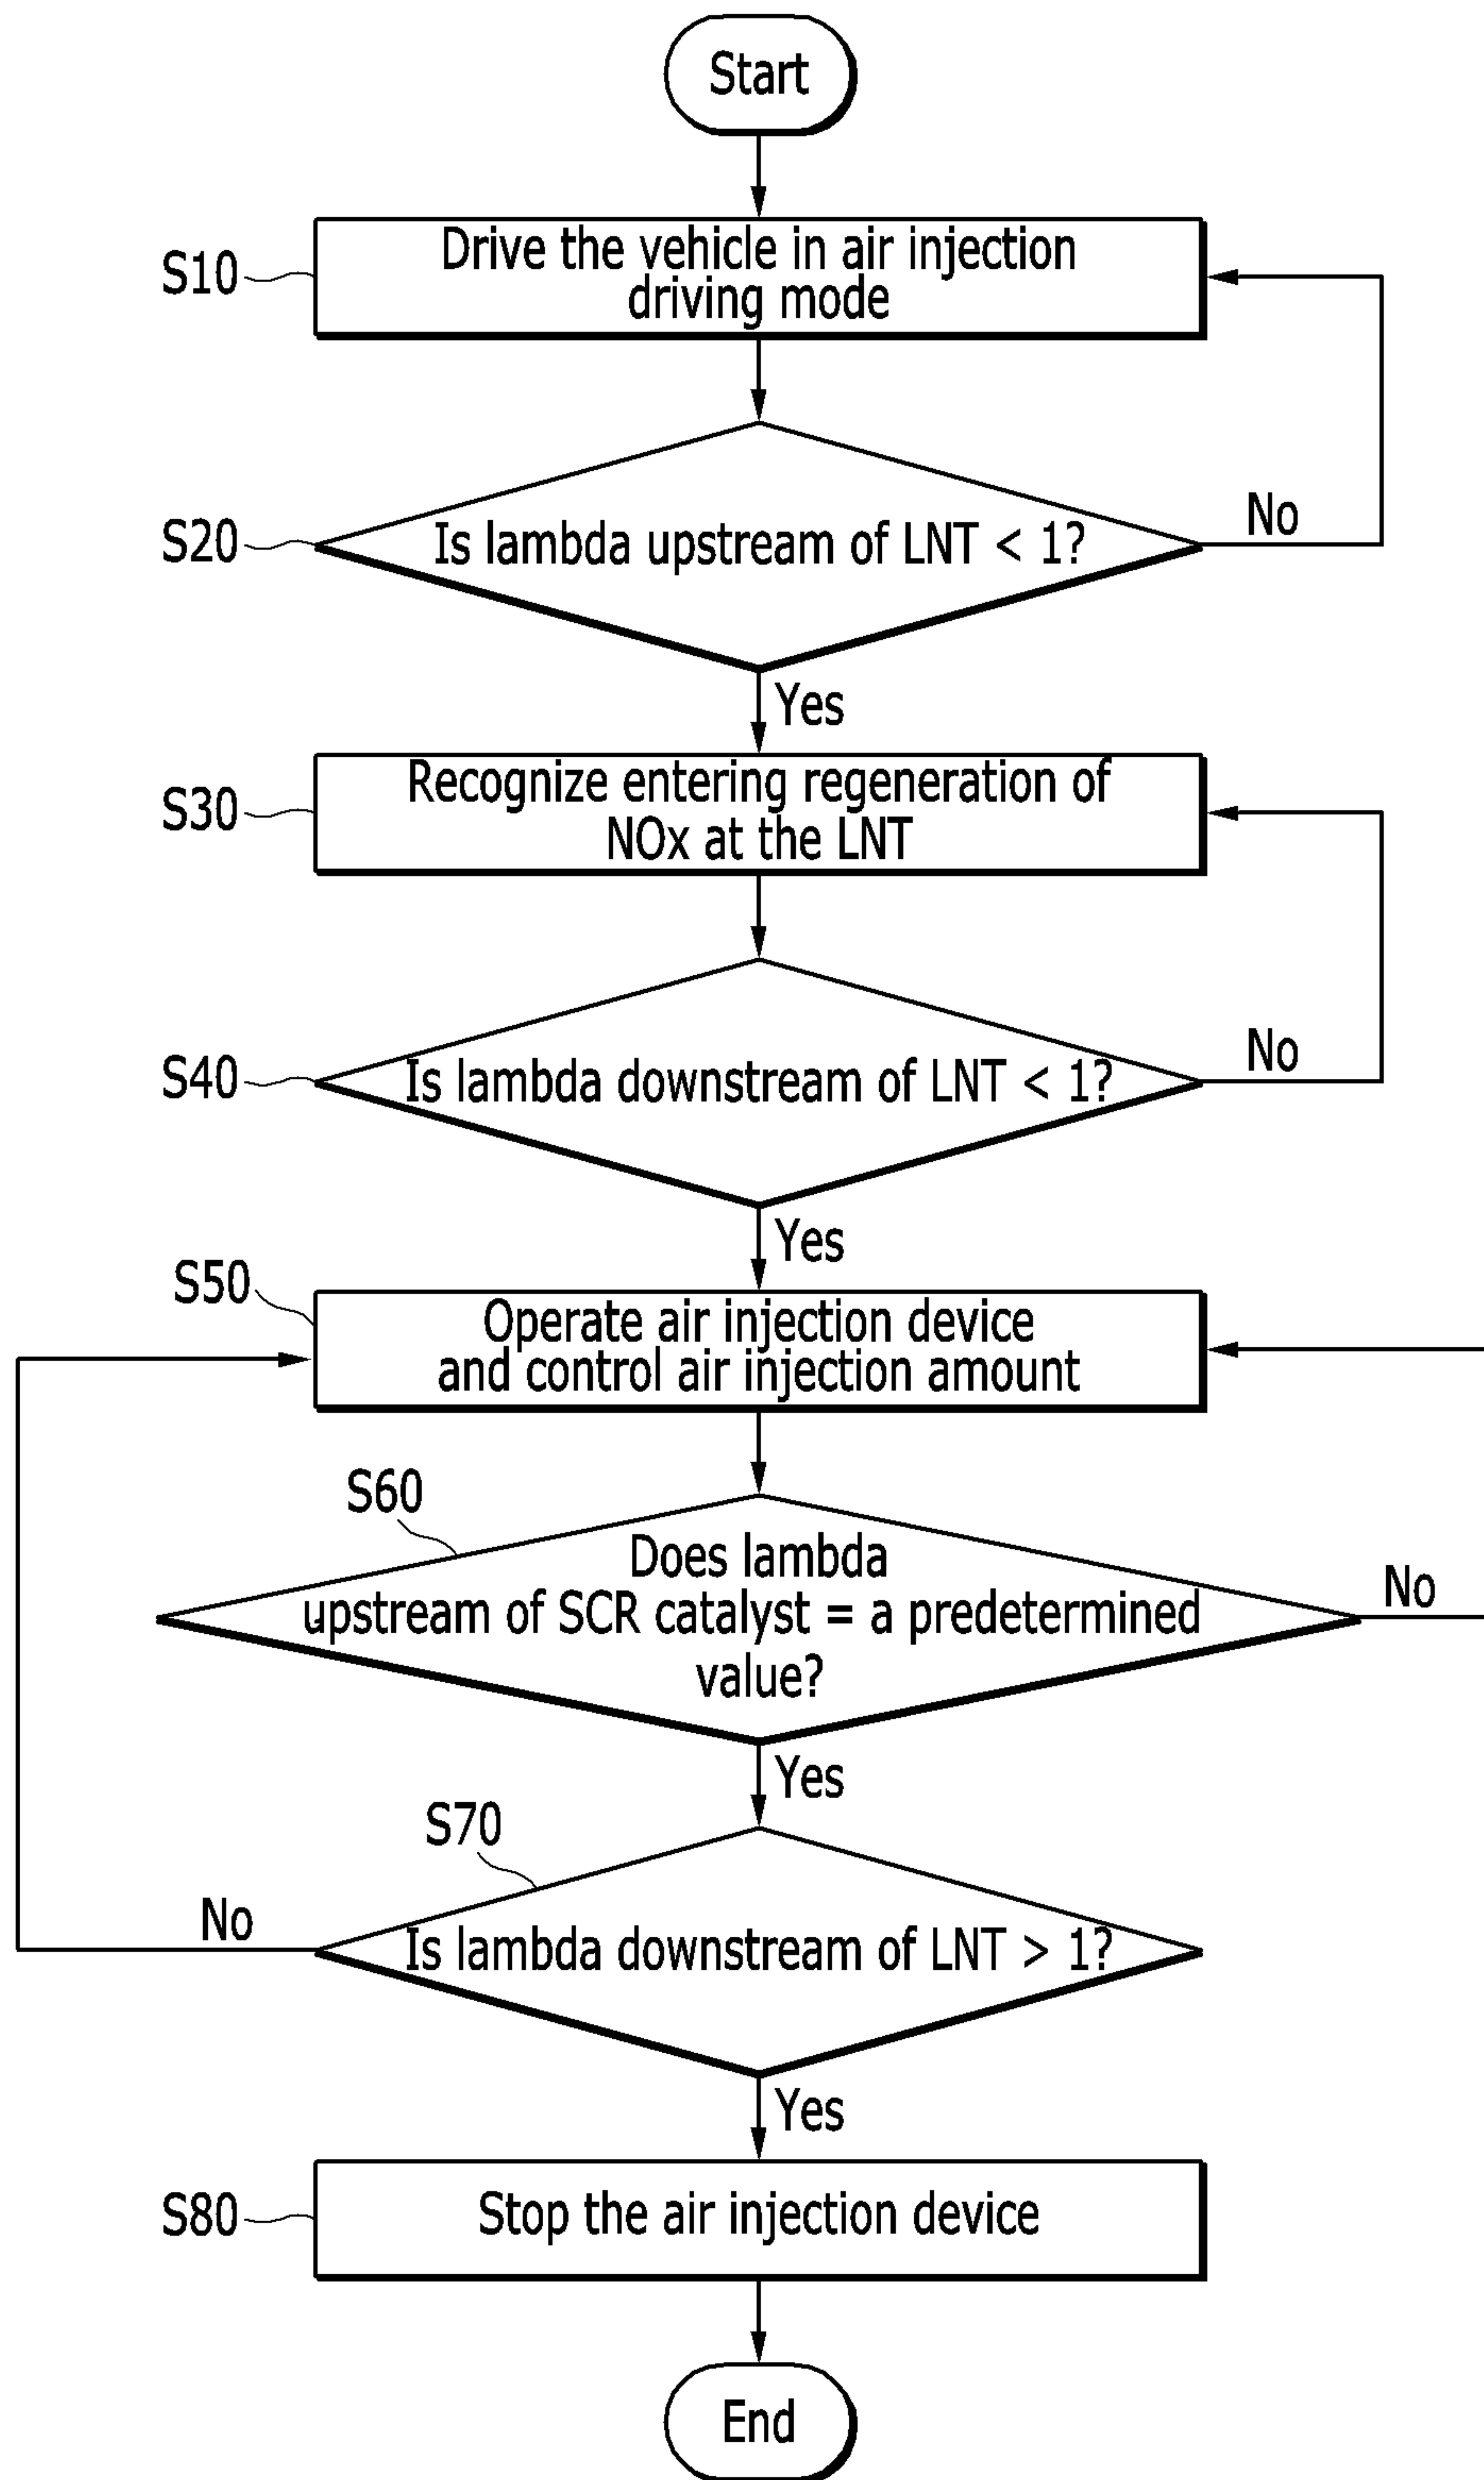 Start
S10
Drive the vehicle in air injection
driving mode
S20
Is lambda upstream of LNT < 1?
No
Yes
S30
Recognize entering regeneration of
NOx at the LNT
S40
Is lambda downstream of LNT < 1?
No
Yes
S50
Operate air injection device
and control air injection amount
S60
Does lambda
upstream of SCR catalyst = a predetermined
value?
No
Yes
S70
No
Is lambda downstream of LNT > 1?
Yes
S80
Stop the air injection device
End